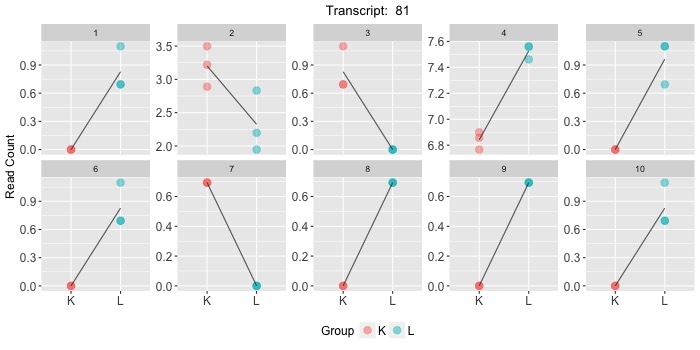 Transcript: 81
1 2 3 4 5
0.9 0.6 0.3 0.0
3.5 3.0 2.5 2.0
0.9 0.6 0.3 0.0
7.6 7.4 7.2 7.0 6.8
0.9 0.6 0.3 0.0
Read Count
6 7 8 9 10
0.9 0.6 0.3 0.0
0.6 0.4 0.2 0.0
0.6 0.4 0.2 0.0
0.6 0.4 0.2 0.0
0.9 0.6 0.3 0.0
K L K L K L K L K L
Group K L